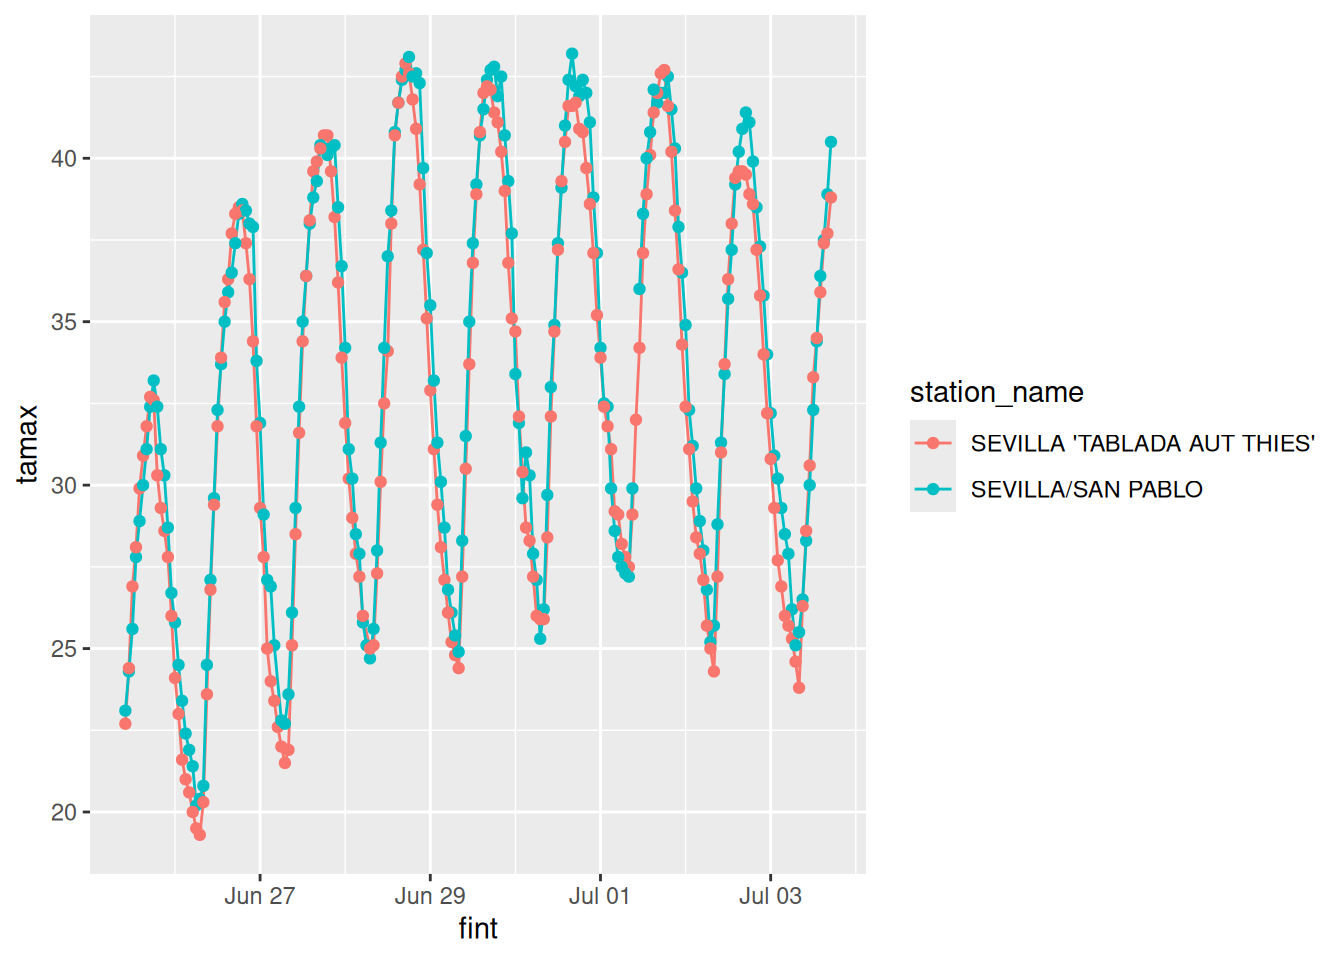 tamax
40
35
30
25
20
Jun 27
Jun 29
Jul 01
Jul 03
fint
station_name
SEVILLA 'TABLADA AUT THIES'
SEVILLA/SAN PABLO